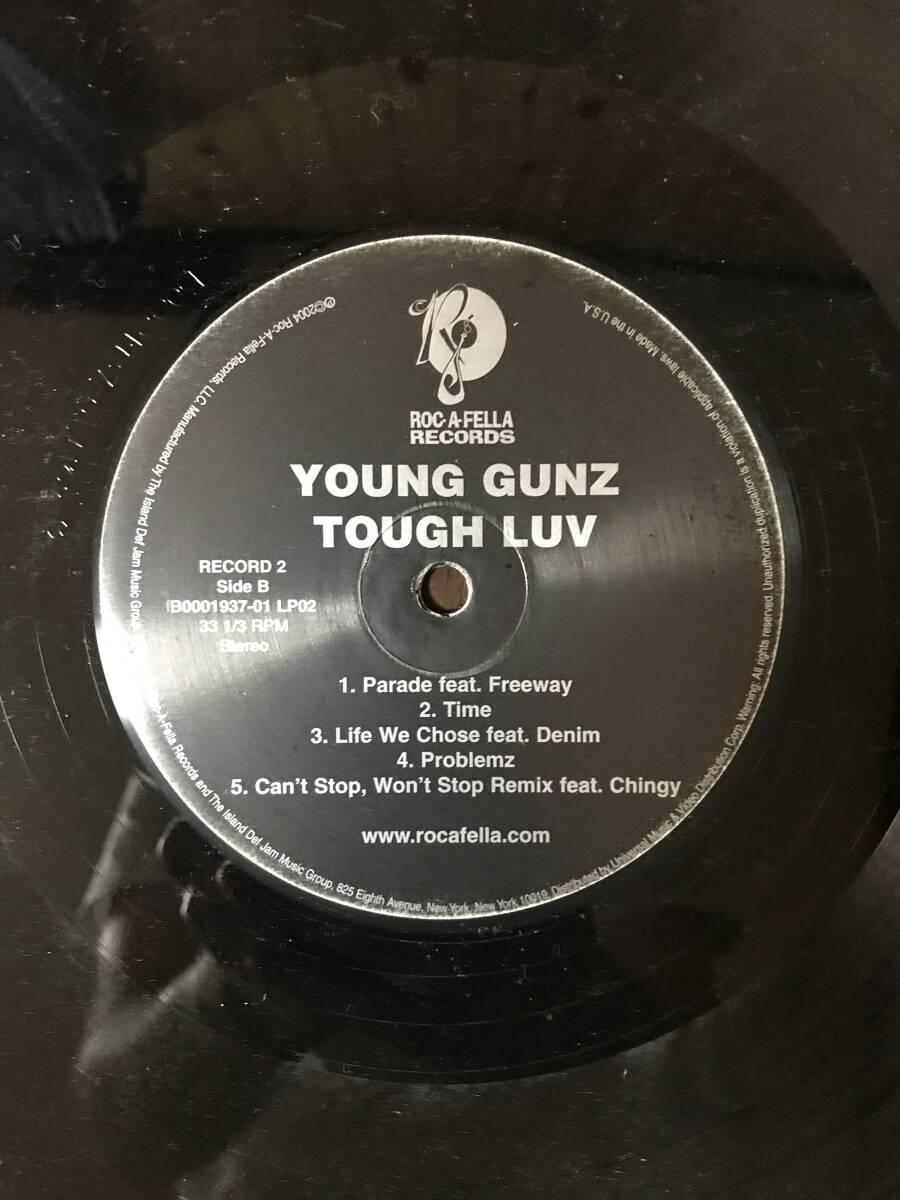 ROC-A-FELLA
RECORDS
YOUNG GUNZ
TOUGH LUV
RECORD 2
Side B
(B0001937-01 LP02
33 1/3 RPM
Stereo
1. Parade feat. Freeway
2. Time
3. Life We Chose feat. Denim
4. Problemz
5. Can't Stop, Won't Stop Remix feat. Chingy
www.rocafella.com
℗©2004 Roc-A-Fella Records, LLC. Manufactured by The Island Def Jam Music Group.
-A-Fella Records and The Island Def Jam Music Group, 825 Eighth Avenue, New York, New York 10019. Distributed by Universal Music & Video Distribution Corp. Warning: All rights reserved. Unauthorized duplication is a violation of applicable laws. Made in the U.S.A.